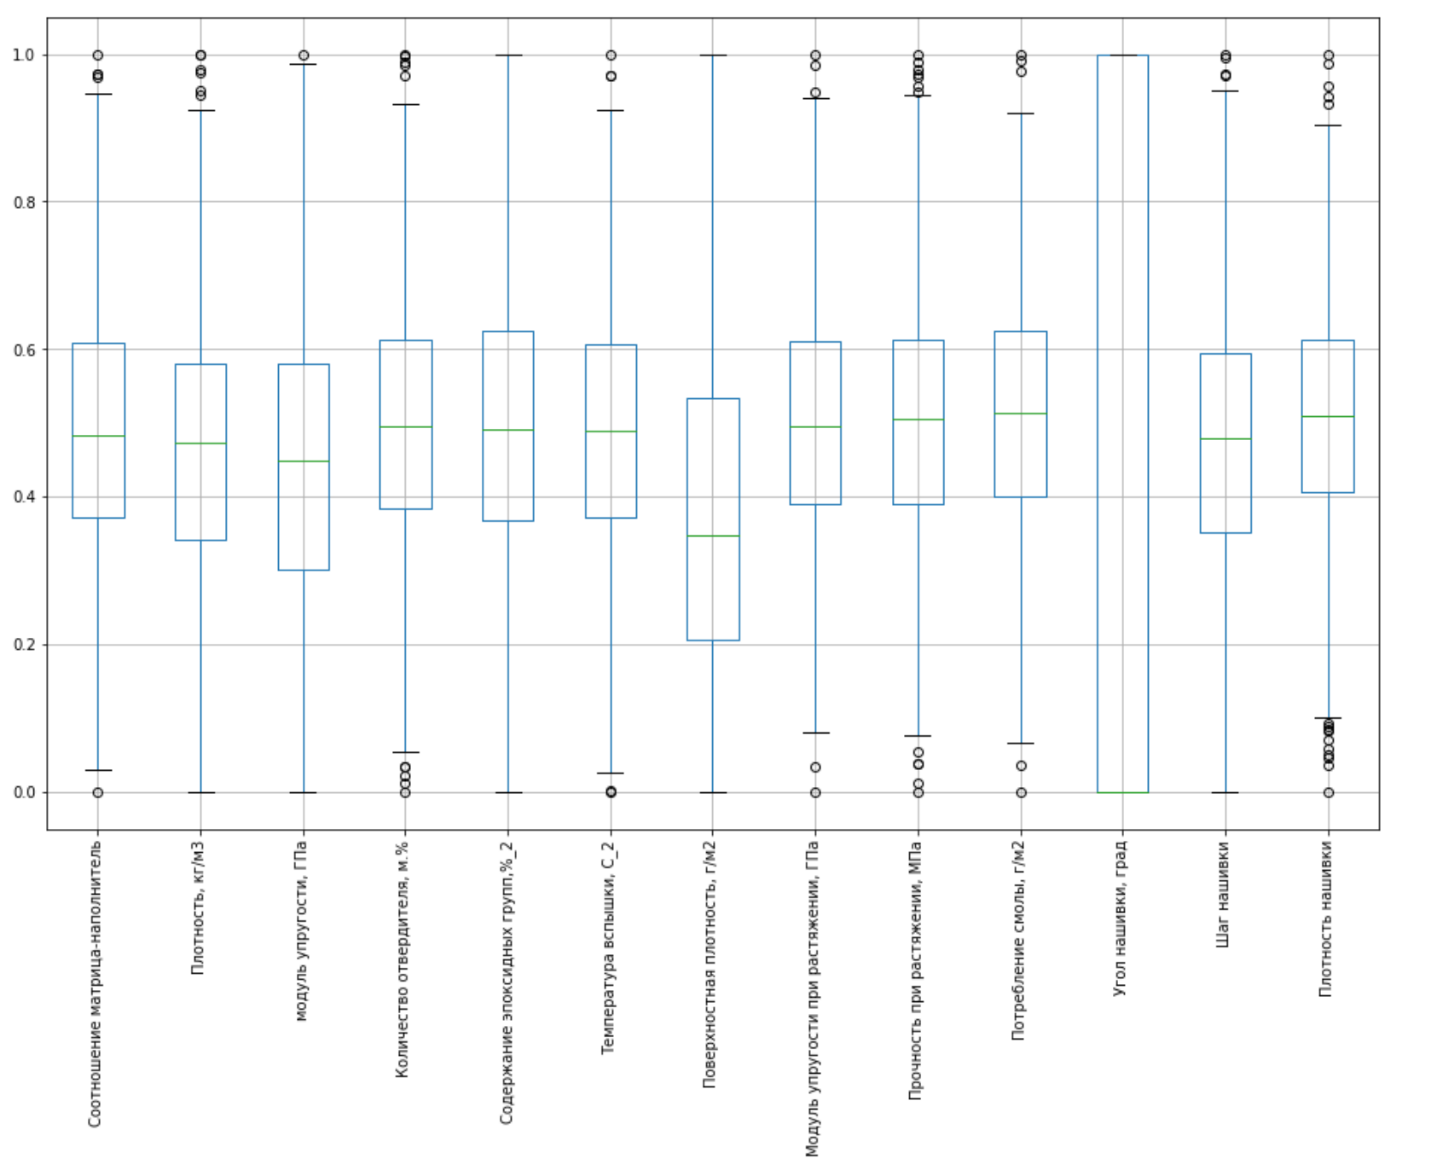 1.0
0.8
0.6
0.4
0.2
0.0
Соотношение матрица-наполнитель
Плотность, кг/м3
модуль упругости, ГПа
Количество отвердителя, м.%
Содержание эпоксидных групп,%_2
Температура вспышки, С_2
Поверхностная плотность, г/м2
Модуль упругости при растяжении, ГПа
Прочность при растяжении, МПа
Потребление смолы, г/м2
Угол нашивки, град
Шаг нашивки
Плотность нашивки